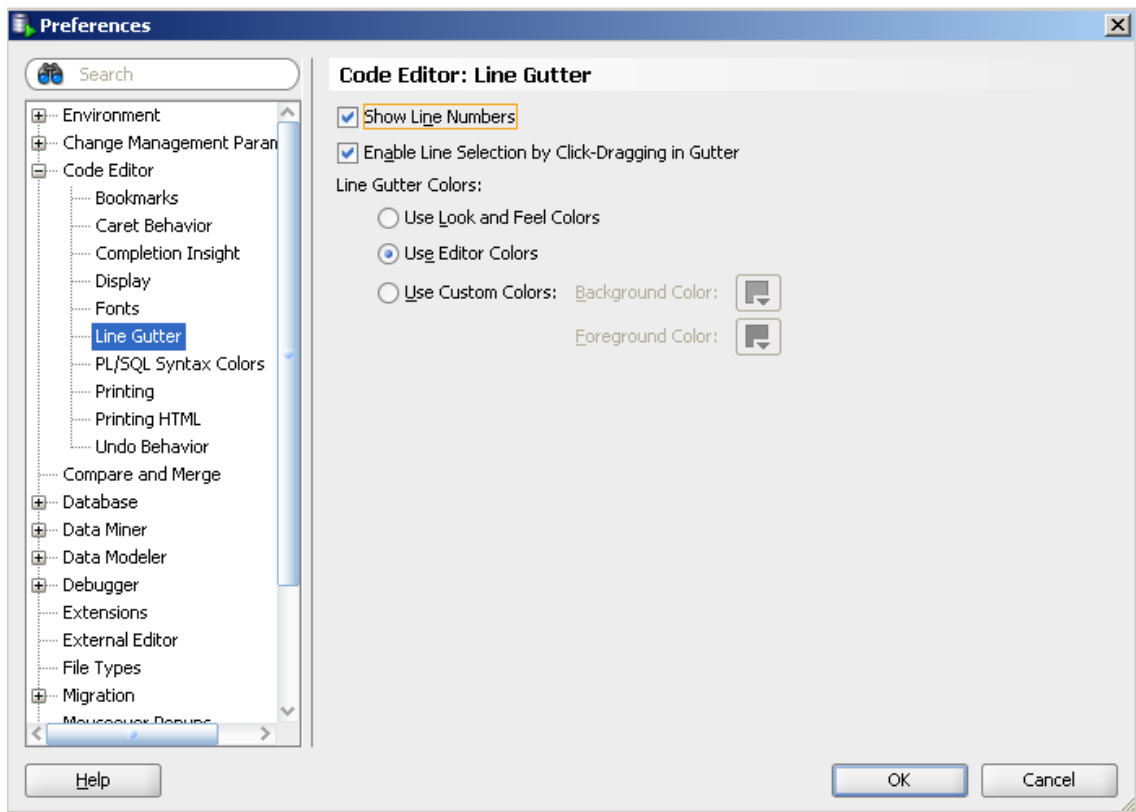 Preferences
Search
Environment
Change Management Param
Code Editor
Bookmarks
Caret Behavior
Completion Insight
Display
Fonts
Line Gutter
PL/SQL Syntax Colors
Printing
Printing HTML
Undo Behavior
Compare and Merge
Database
Data Miner
Data Modeler
Debugger
Extensions
External Editor
File Types
Migration
Mouseover Popups
Code Editor: Line Gutter
Show Line Numbers
Enable Line Selection by Click-Dragging in Gutter
Line Gutter Colors:
Use Look and Feel Colors
Use Editor Colors
Use Custom Colors: Background Color:
Foreground Color:
Help
OK Cancel